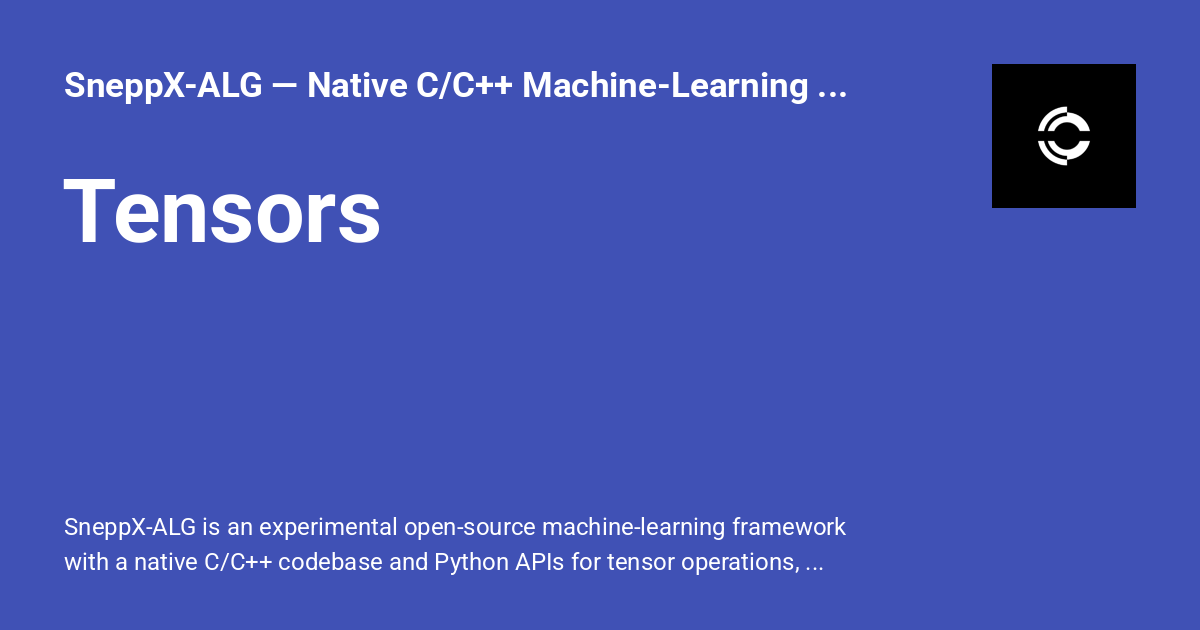 SneppX-ALG — Native C/C++ Machine-Learning ...
Tensors
SneppX-ALG is an experimental open-source machine-learning framework
with a native C/C++ codebase and Python APIs for tensor operations, ...